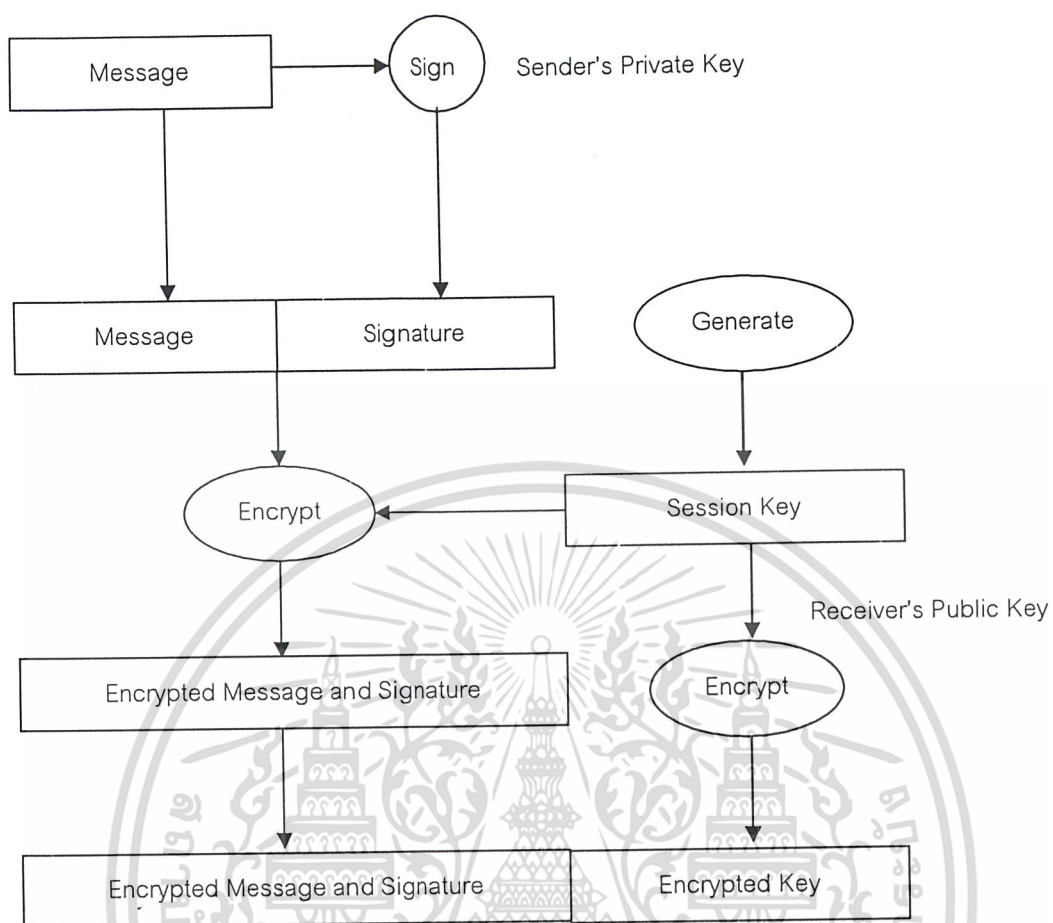 Message
Sign
Sender's Private Key
Message
Signature
Generate
Encrypt
Session Key
Receiver's Public Key
Encrypted Message and Signature
Encrypt
Encrypted Message and Signature
Encrypted Key